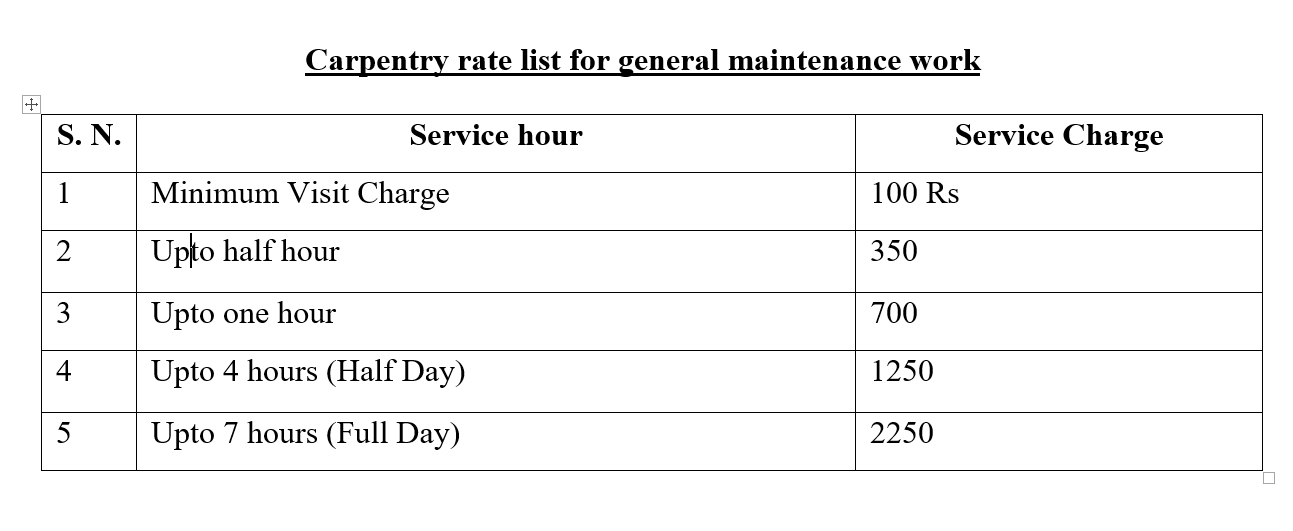 Carpentry rate list for general maintenance work
S. N. Service hour Service Charge
1 Minimum Visit Charge 100 Rs
2 Upto half hour 350
3 Upto one hour 700
4 Upto 4 hours (Half Day) 1250
5 Upto 7 hours (Full Day) 2250